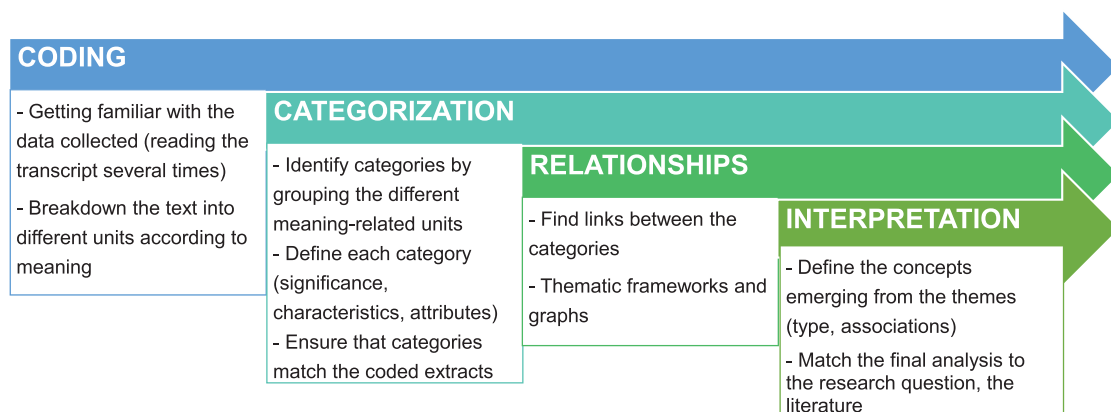 CODING
- Getting familiar with the
data collected (reading the
transcript several times)
- Breakdown the text into
different units according to
meaning
CATEGORIZATION
- Identify categories by
grouping the different
meaning-related units
- Define each category
(significance,
characteristics, attributes)
- Ensure that categories
match the coded extracts
RELATIONSHIPS
- Find links between the
categories
- Thematic frameworks and
graphs
INTERPRETATION
- Define the concepts
emerging from the themes
(type, associations)
- Match the final analysis to
the research question, the
literature